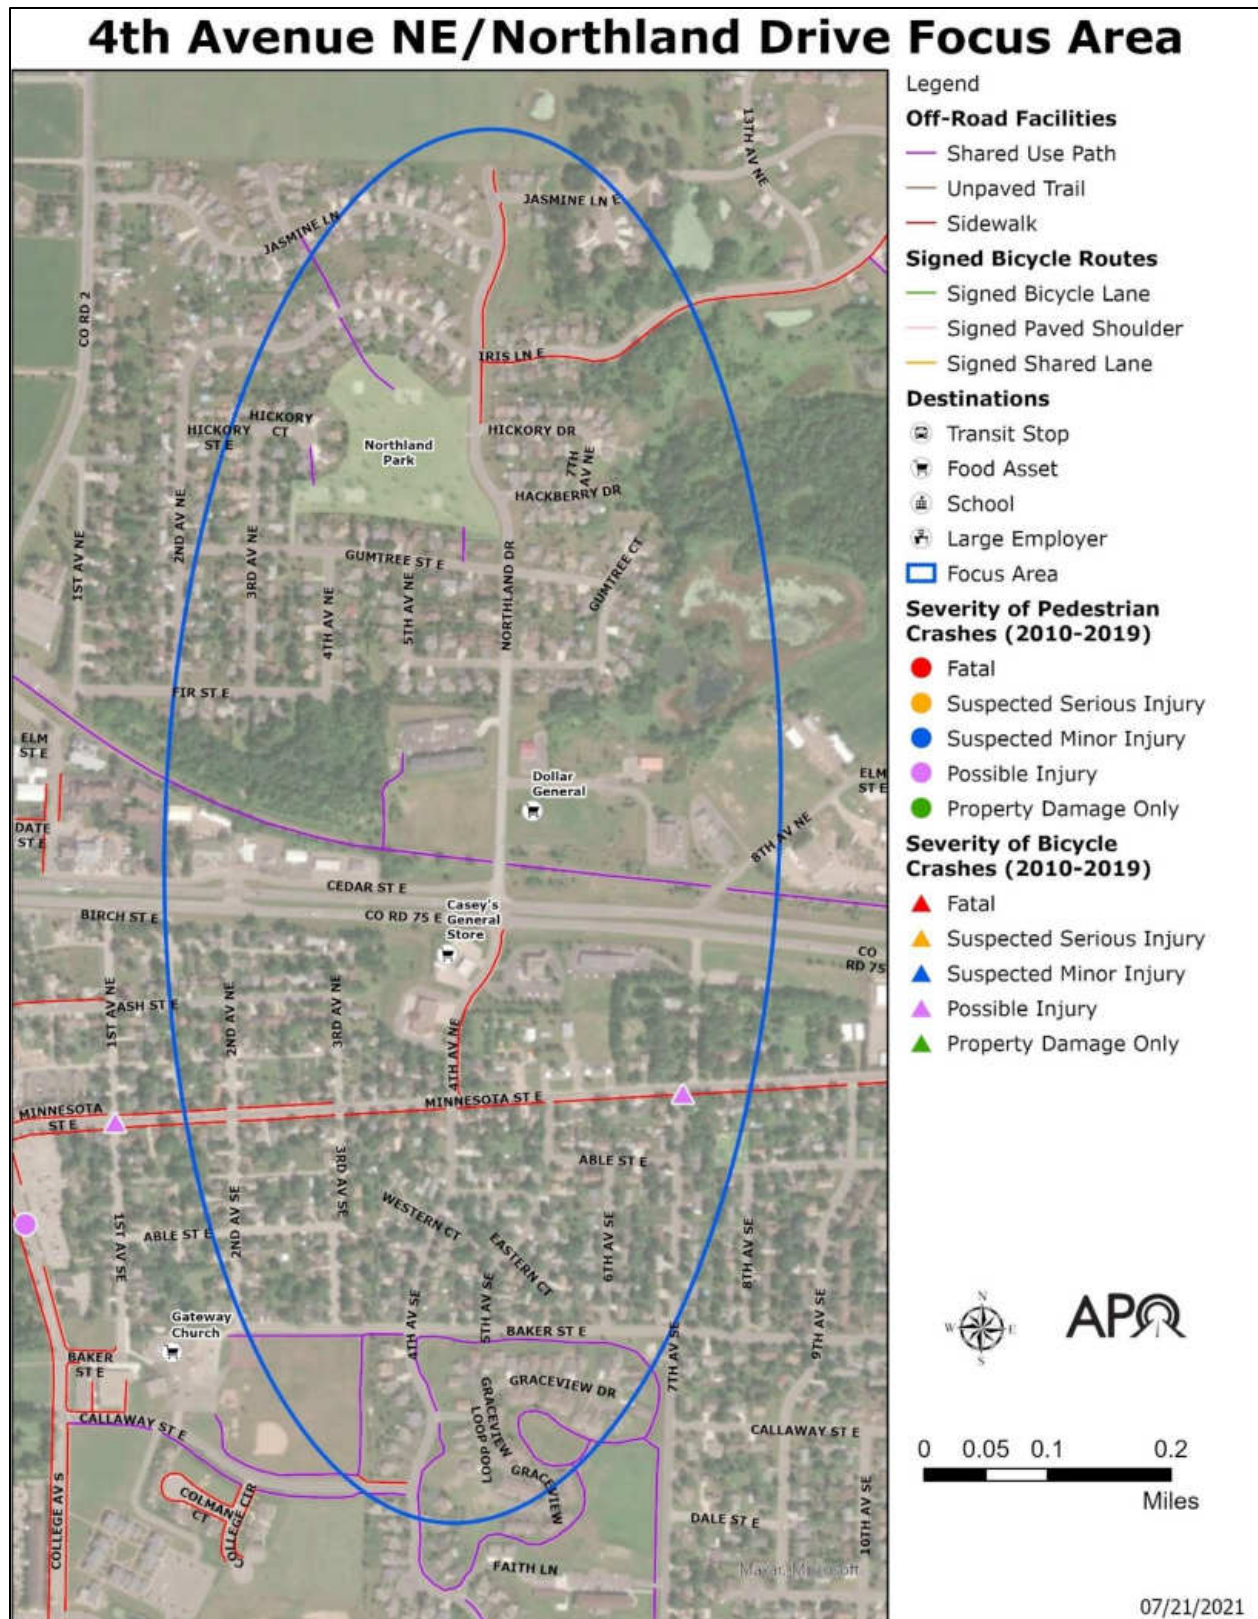 4th Avenue NE/Northland Drive Focus Area
Legend
Off-Road Facilities
Shared Use Path
Unpaved Trail
Sidewalk
Signed Bicycle Routes
Signed Bicycle Lane
Signed Paved Shoulder
Signed Shared Lane
Destinations
Transit Stop
Food Asset
School
Large Employer
Focus Area
Severity of Pedestrian
Crashes (2010-2019)
Fatal
Suspected Serious Injury
Suspected Minor Injury
Possible Injury
Property Damage Only
Severity of Bicycle
Crashes (2010-2019)
Fatal
Suspected Serious Injury
Suspected Minor Injury
Possible Injury
Property Damage Only
13TH AV NE
JASMINE LN E
JASMINE LN
CO RD 2
IRIS LN E
HICKORY
CT
HICKORY
ST E
HICKORY DR
Northland
Park
7TH
AV NE
HACKBERRY DR
1ST AV NE
2ND AV NE
3RD AV NE
GUMTREE ST E
GUMTREE CT
4TH AV NE
5TH AV NE
NORTHLAND DR
FIR ST E
ELM
ST E
Dollar
General
ELM
ST E
DATE
ST E
8TH AV NE
CEDAR ST E
BIRCH ST E
CO RD 75 E
Casey's
General
Store
CO
RD 75
ASH ST E
1ST AV NE
2ND AV NE
3RD AV NE
4TH AV NE
MINNESOTA
ST E
MINNESOTA ST E
3RD AV SE
ABLE ST E
WESTERN CT
EASTERN CT
1ST AV SE
ABLE ST E
2ND AV SE
6TH AV SE
8TH AV SE
Gateway
Church
4TH AV SE
5TH AV SE
BAKER ST E
7TH AV SE
9TH AV SE
BAKER
ST E
GRACEVIEW DR
GRACEVIEW
LOOP
LOOP
GRACEVIEW
CALLAWAY ST E
CALLAWAY ST E
COLMAN
CT
COLLEGE CIR
COLLEGE AV S
DALE ST E
10TH AV SE
FAITH LN
Maxar, Microsoft
N
W
E
S
APO
0 0.05 0.1 0.2
Miles
07/21/2021